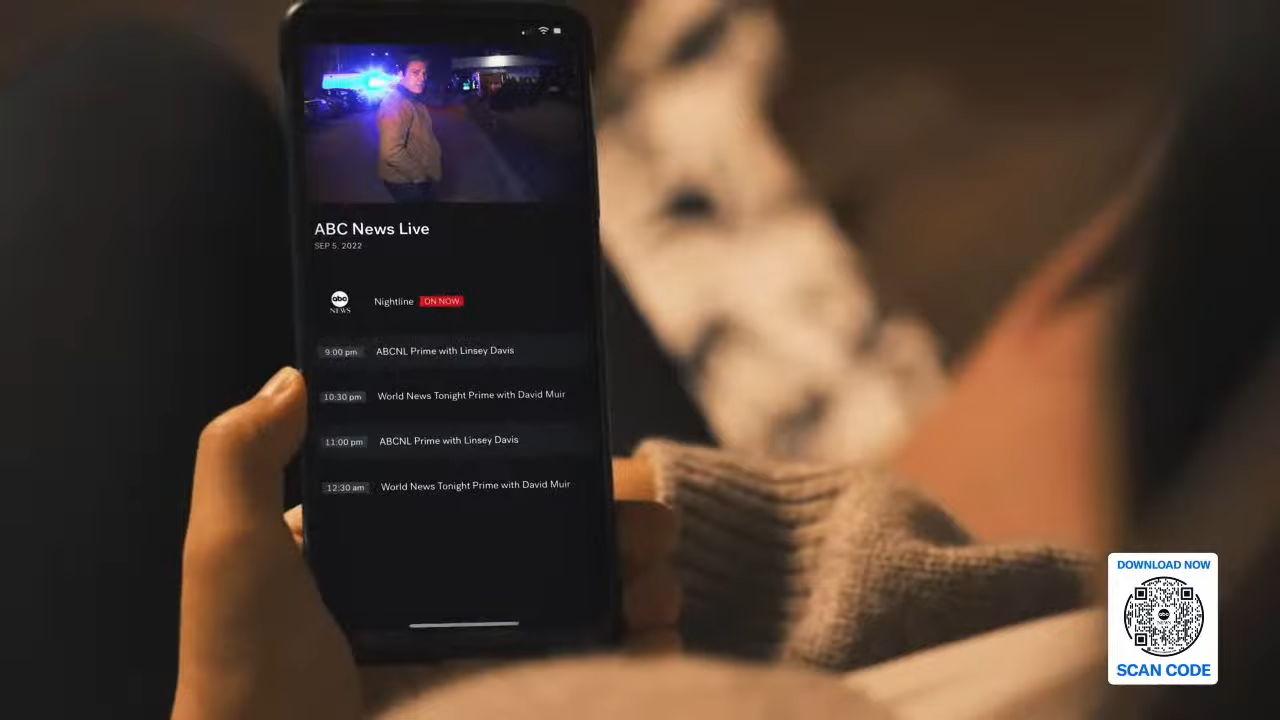 ABC News Live
SEP 5, 2022
abc
NEWS
Nightline ON NOW
9:00 pm ABCNL Prime with Linsey Davis
10:30 pm World News Tonight Prime with David Muir
11:00 pm ABCNL Prime with Linsey Davis
12:30 am World News Tonight Prime with David Muir
DOWNLOAD NOW
abc
NEWS
SCAN CODE